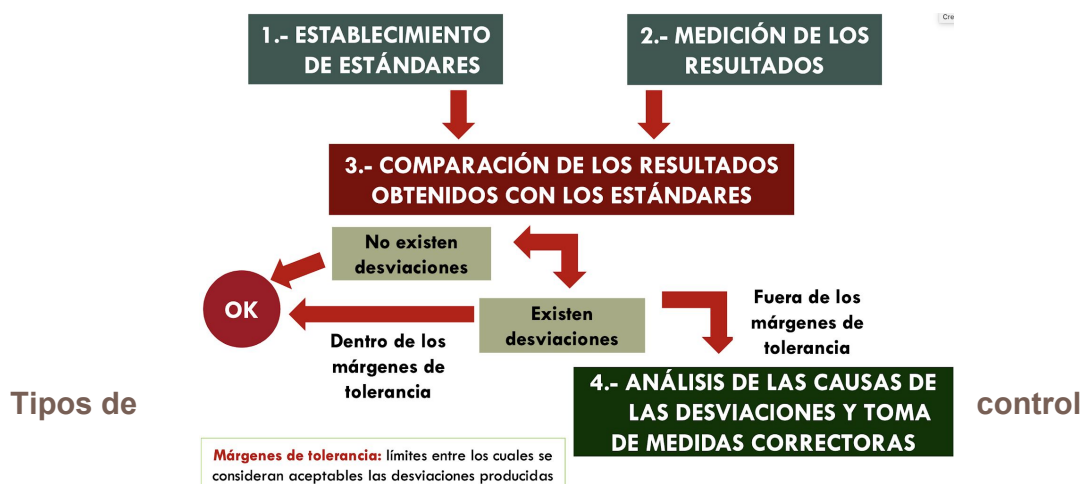 Cre
1.- ESTABLECIMIENTO
DE ESTÁNDARES
2.- MEDICIÓN DE LOS
RESULTADOS
3.- COMPARACIÓN DE LOS RESULTADOS
OBTENIDOS CON LOS ESTÁNDARES
No existen
desviaciones
OK
Existen
desviaciones
Fuera de los
márgenes de
tolerancia
Dentro de los
márgenes de
tolerancia
4.- ANÁLISIS DE LAS CAUSAS DE
LAS DESVIACIONES Y TOMA
DE MEDIDAS CORRECTORAS
Tipos de control
Márgenes de tolerancia: límites entre los cuales se
consideran aceptables las desviaciones producidas